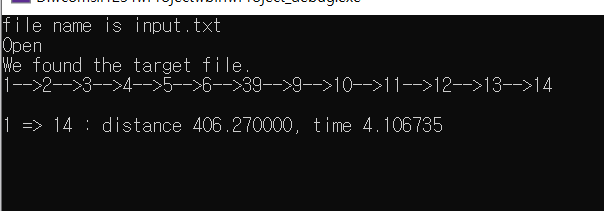 file name is input.txt
Open
We found the target file.
1-->2-->3-->4-->5-->6-->39-->9-->10-->11-->12-->13-->14
1 => 14 : distance 406.270000, time 4.106735